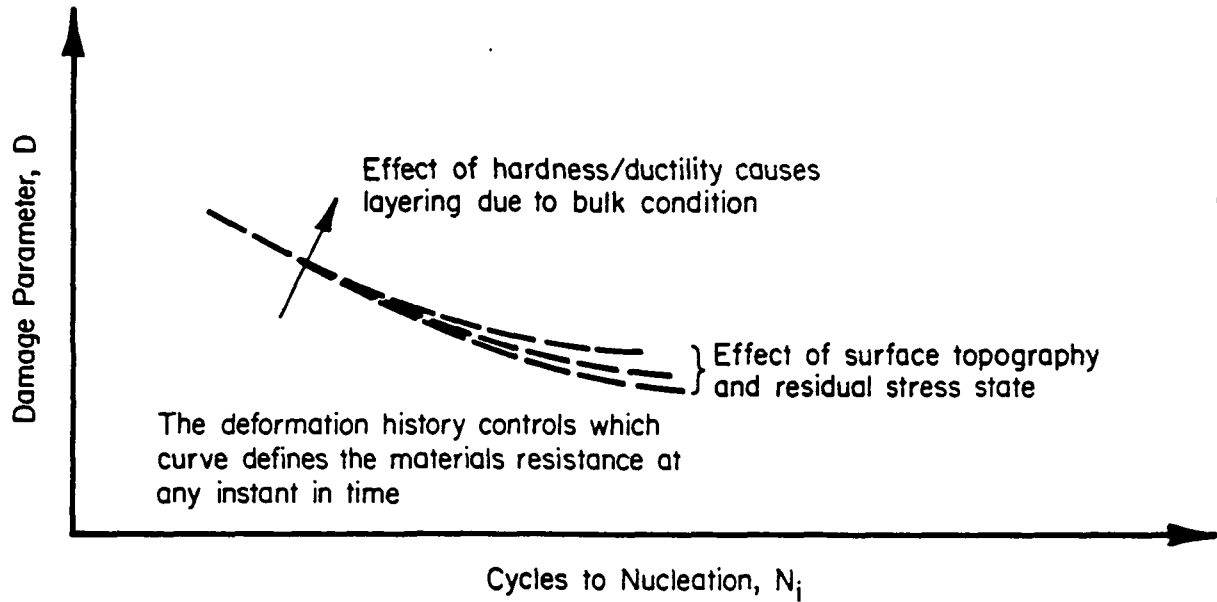 Damage Parameter, D
Effect of hardness/ductility causes
layering due to bulk condition
Effect of surface topography
and residual stress state
The deformation history controls which
curve defines the materials resistance at
any instant in time
Cycles to Nucleation, Ni